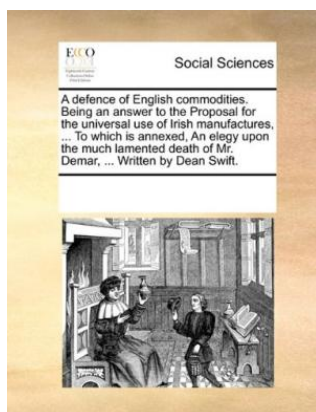 ECCO
Social Sciences
A defence of English commodities.
Being an answer to the Proposal for
the universal use of Irish manufactures,
... To which is annexed, An elegy upon
the much lamented death of Mr.
Demar, ... Written by Dean Swift.